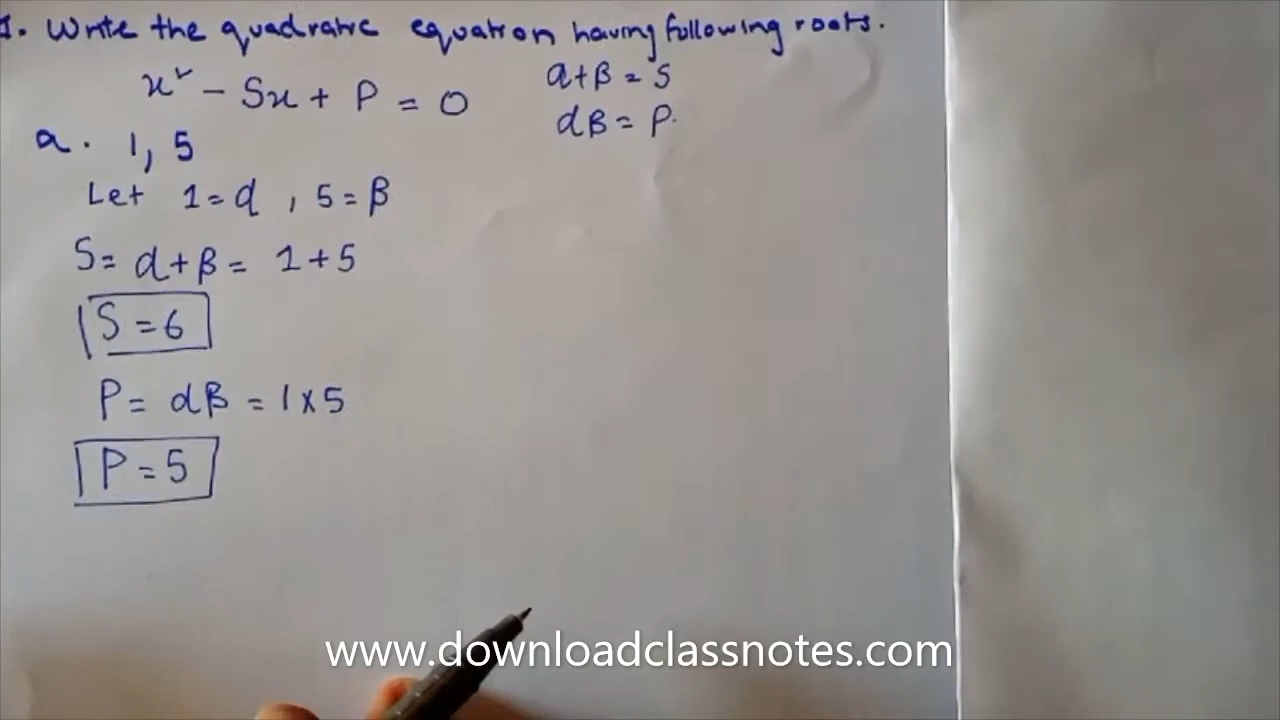 1. Write the quadratic equation having following roots.
x² - Sx + P = 0
α+β = S
αβ = P.
a. 1, 5
Let 1=α , 5=β
S= α+β = 1+5
S=6
P= αβ = 1×5
P=5
www.downloadclassnotes.com